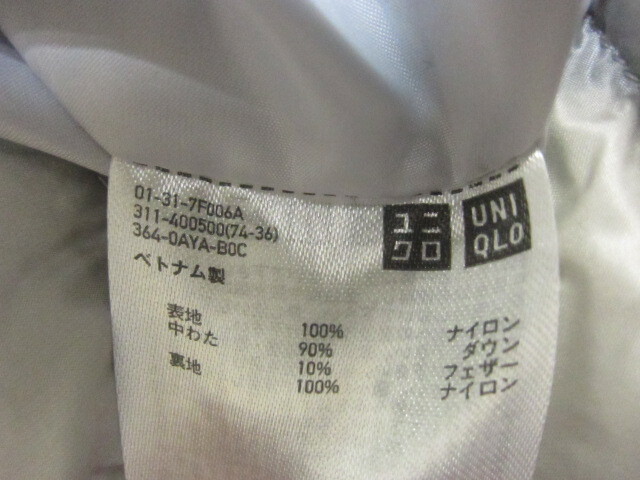 01-31-7F006A
311-400500(74-36)
364-0AYA-B0C
ユニ
クロ
UNI
QLO
ベトナム製
表地 100% ナイロン
中わた 90% ダウン
10% フェザー
裏地 100% ナイロン